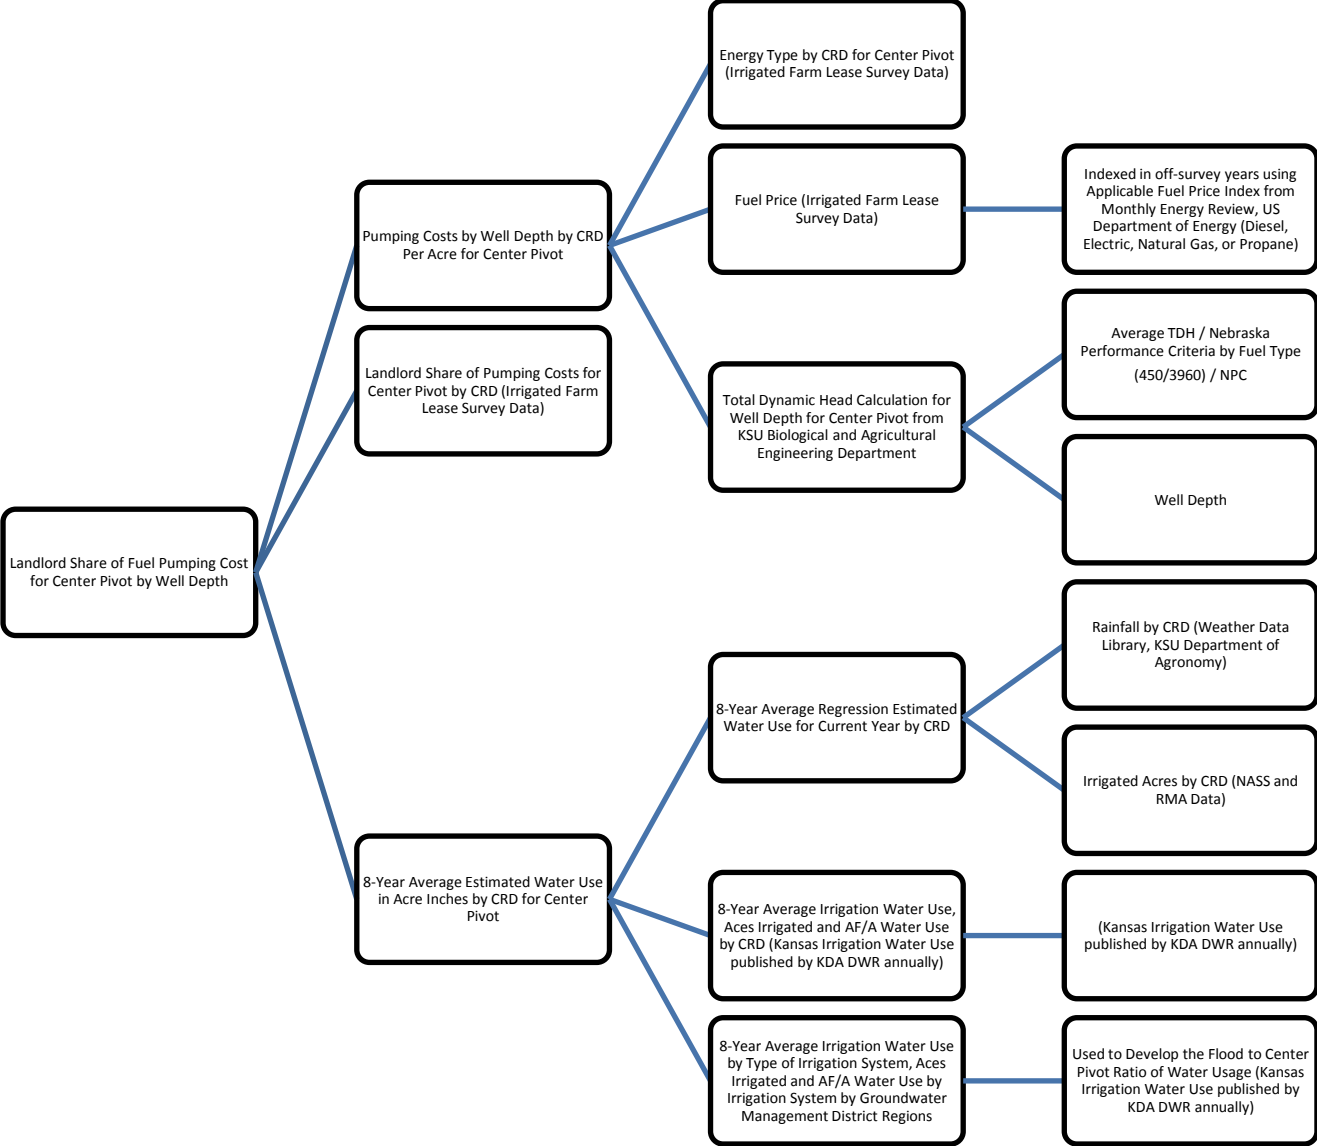 Energy Type by CRD for Center Pivot
(Irrigated Farm Lease Survey Data)
Indexed in off-survey years using
Applicable Fuel Price Index from
Monthly Energy Review, US
Department of Energy (Diesel,
Electric, Natural Gas, or Propane)
Fuel Price (Irrigated Farm Lease
Survey Data)
Pumping Costs by Well Depth by CRD
Per Acre for Center Pivot
Average TDH / Nebraska
Performance Criteria by Fuel Type
(450/3960) / NPC
Landlord Share of Pumping Costs for
Center Pivot by CRD (Irrigated Farm
Lease Survey Data)
Total Dynamic Head Calculation for
Well Depth for Center Pivot from
KSU Biological and Agricultural
Engineering Department
Well Depth
Landlord Share of Fuel Pumping Cost
for Center Pivot by Well Depth
Rainfall by CRD (Weather Data
Library, KSU Department of
Agronomy)
8-Year Average Regression Estimated
Water Use for Current Year by CRD
Irrigated Acres by CRD (NASS and
RMA Data)
8-Year Average Estimated Water Use
in Acre Inches by CRD for Center
Pivot
8-Year Average Irrigation Water Use,
Aces Irrigated and AF/A Water Use
by CRD (Kansas Irrigation Water Use
published by KDA DWR annually)
(Kansas Irrigation Water Use
published by KDA DWR annually)
8-Year Average Irrigation Water Use
by Type of Irrigation System, Aces
Irrigated and AF/A Water Use by
Irrigation System by Groundwater
Management District Regions
Used to Develop the Flood to Center
Pivot Ratio of Water Usage (Kansas
Irrigation Water Use published by
KDA DWR annually)